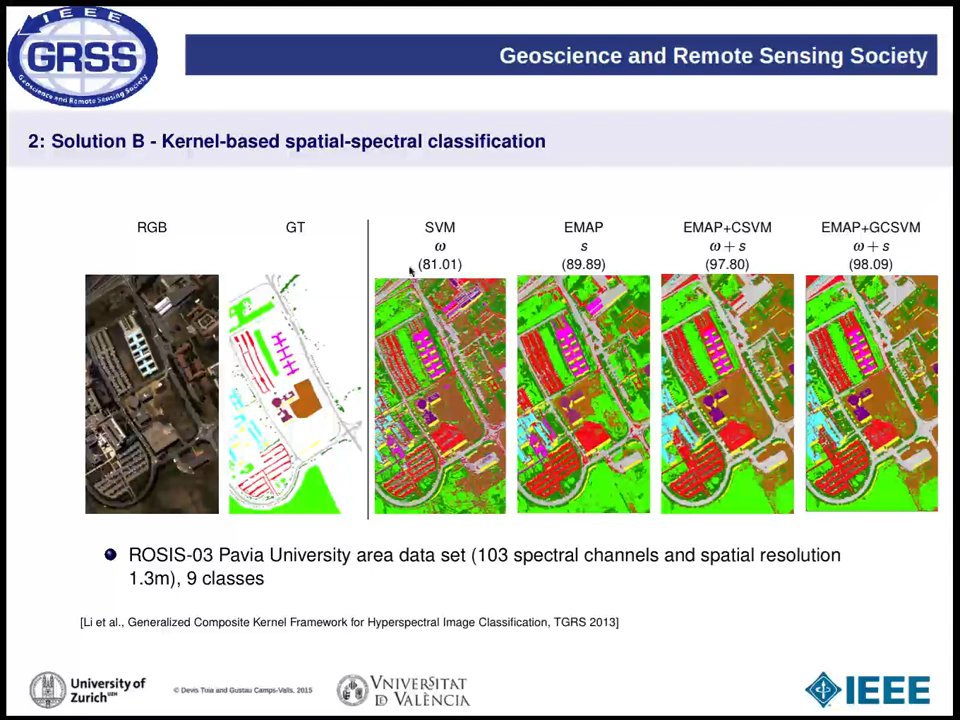 IEEE
GRSS
Geoscience and Remote Sensing Society
Geoscience and Remote Sensing Society
2: Solution B - Kernel-based spatial-spectral classification
RGB
GT
SVM
ω
(81.01)
EMAP
s
(89.89)
EMAP+CSVM
ω + s
(97.80)
EMAP+GCSVM
ω + s
(98.09)
ROSIS-03 Pavia University area data set (103 spectral channels and spatial resolution
1.3m), 9 classes
[Li et al., Generalized Composite Kernel Framework for Hyperspectral Image Classification, TGRS 2013]
University of
Zurich UZH
© Devis Tuia and Gustau Camps-Valls, 2015
VNIVERSITAT
ID VALÈNCIA
IEEE